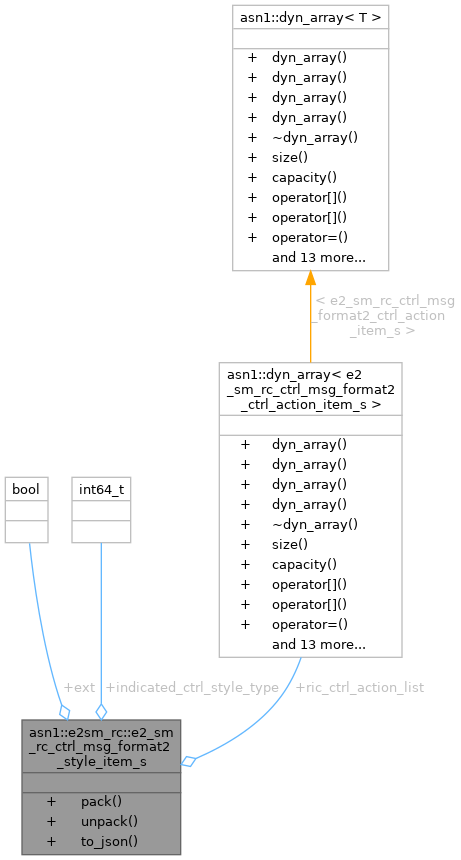 asn1::dyn_array< T >
+ dyn_array()
+ dyn_array()
+ dyn_array()
+ dyn_array()
+ ~dyn_array()
+ size()
+ capacity()
+ operator[]()
+ operator[]()
+ operator=()
and 13 more...
< e2_sm_rc_ctrl_msg
_format2_ctrl_action
_item_s >
asn1::dyn_array< e2
_sm_rc_ctrl_msg_format2
_ctrl_action_item_s >
+ dyn_array()
+ dyn_array()
+ dyn_array()
+ dyn_array()
+ ~dyn_array()
+ size()
+ capacity()
+ operator[]()
+ operator[]()
+ operator=()
and 13 more...
bool
int64_t
+ext
+indicated_ctrl_style_type
+ric_ctrl_action_list
asn1::e2sm_rc::e2_sm
_rc_ctrl_msg_format2
_style_item_s
+ pack()
+ unpack()
+ to_json()